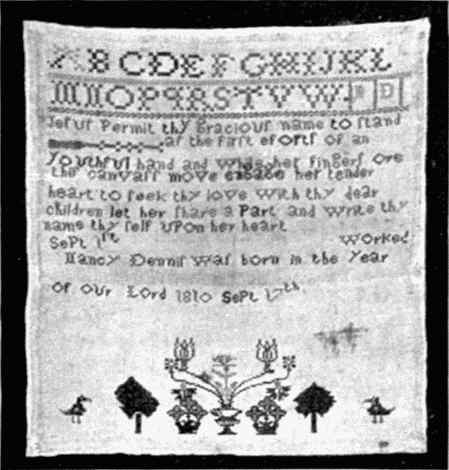 ABCDEFGHIJKL
MNOPQRSTVW
Jesus Permit thy Gracious name to stand
as the first efforts of an
youthful hand and while her fingers ore
the canvass move engage her tender
heart to seek thy love with thy dear
children let her share a Part and write thy
name thy self upon her heart
Sept 1st Worked
Nancy Dennis was born in the year
of our Lord 1810 Sept 17th